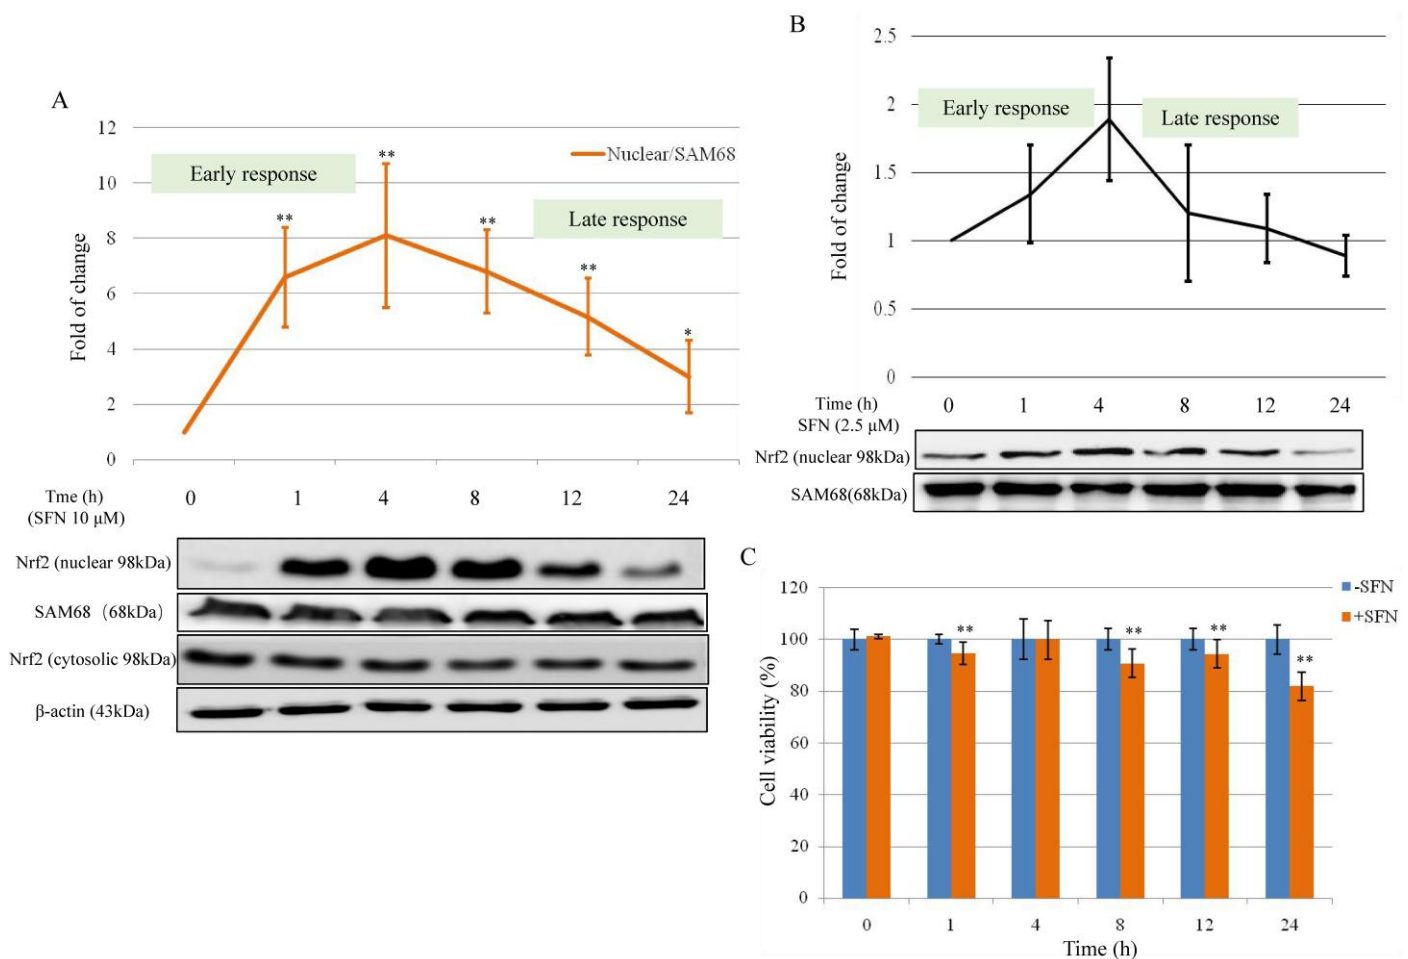 A
12
10
8
6
4
2
0
Fold of change
Early response
Late response
Nuclear/SAM68
**
**
**
**
*
Tme (h)
(SFN 10 μM)
0 1 4 8 12 24
Nrf2 (nuclear 98kDa)
SAM68（68kDa）
Nrf2 (cytosolic 98kDa)
β-actin (43kDa)
B
2.5
2
1.5
1
0.5
0
Fold of change
Early response
Late response
Time (h)
SFN (2.5 μM)
0 1 4 8 12 24
Nrf2 (nuclear 98kDa)
SAM68(68kDa)
C
120
100
80
60
40
20
0
Cell viability (%)
-SFN
+SFN
**
**
**
**
0 1 4 8 12 24
Time (h)